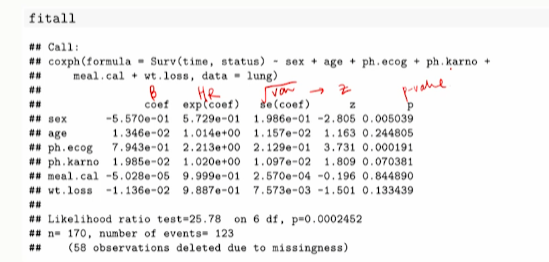 fitall
## Call:
## coxph(formula = Surv(time, status) ~ sex + age + ph.ecog + ph.karno +
##     meal.cal + wt.loss, data = lung)
##
B HR √var → z p-value
##                coef exp(coef)  se(coef)      z        p
## sex      -5.570e-01 5.729e-01 1.986e-01 -2.805 0.005039
## age       1.346e-02 1.014e+00 1.157e-02  1.163 0.244805
## ph.ecog   7.943e-01 2.213e+00 2.129e-01  3.731 0.000191
## ph.karno  1.985e-02 1.020e+00 1.097e-02  1.809 0.070381
## meal.cal -5.028e-05 9.999e-01 2.570e-04 -0.196 0.844890
## wt.loss  -1.136e-02 9.887e-01 7.573e-03 -1.501 0.133439
##
## Likelihood ratio test=25.78  on 6 df, p=0.0002452
## n= 170, number of events= 123
##    (58 observations deleted due to missingness)